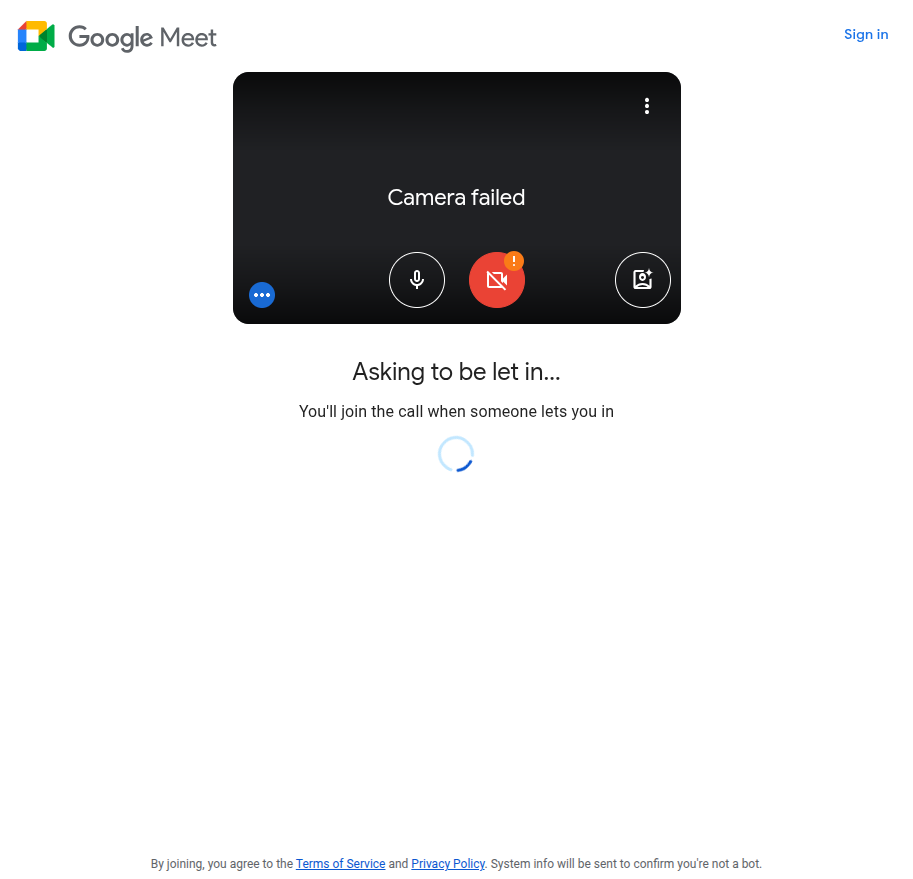 Google Meet
Sign in
Camera failed
!
Asking to be let in...
You'll join the call when someone lets you in
By joining, you agree to the Terms of Service and Privacy Policy. System info will be sent to confirm you're not a bot.